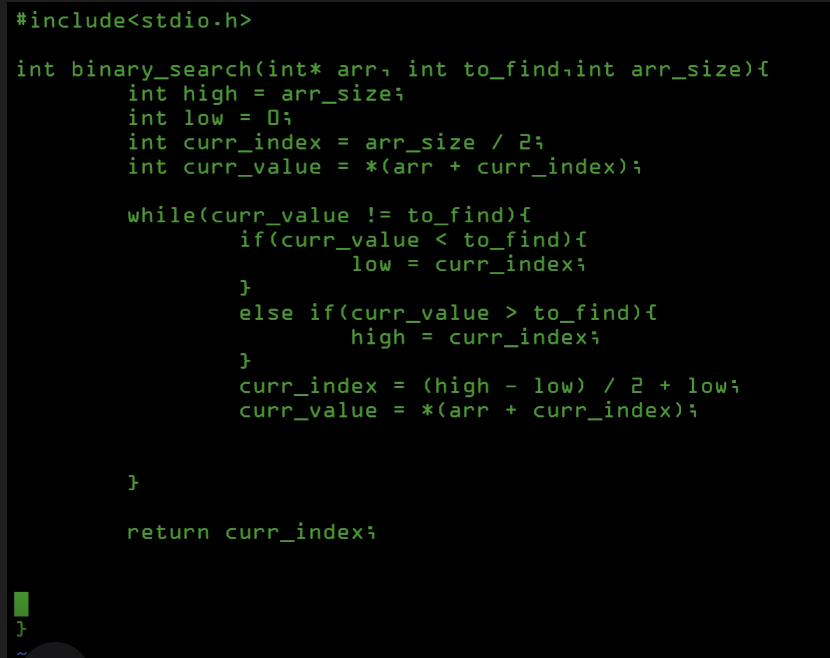 #include<stdio.h>
int binary_search(int* arr, int to_find,int arr_size){
int high = arr_size;
int low = 0;
int curr_index = arr_size / 2;
int curr_value = *(arr + curr_index);
while(curr_value != to_find){
if(curr_value < to_find){
low = curr_index;
}
else if(curr_value > to_find){
high = curr_index;
}
curr_index = (high - low) / 2 + low;
curr_value = *(arr + curr_index);
}
return curr_index;
}
~